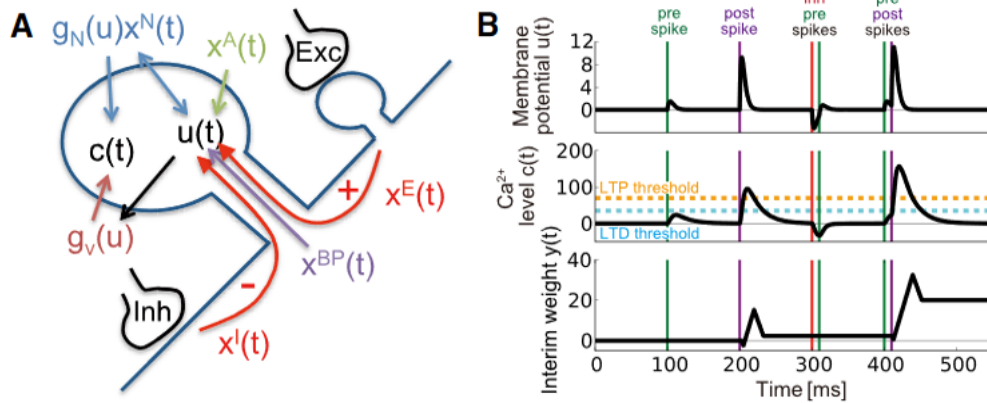 A
g_N(u)x^N(t)
x^A(t)
Exc
c(t)
u(t)
+
x^E(t)
g_v(u)
x^BP(t)
-
Inh
x^I(t)
B
pre
spike
post
spike
pre
spikes
post
spikes
Membrane
potential u(t)
12
8
4
0
Ca²⁺
level c(t)
200
100
0
LTP threshold
LTD threshold
Interim weight y(t)
40
20
0
0
100
200
300
400
500
Time [ms]